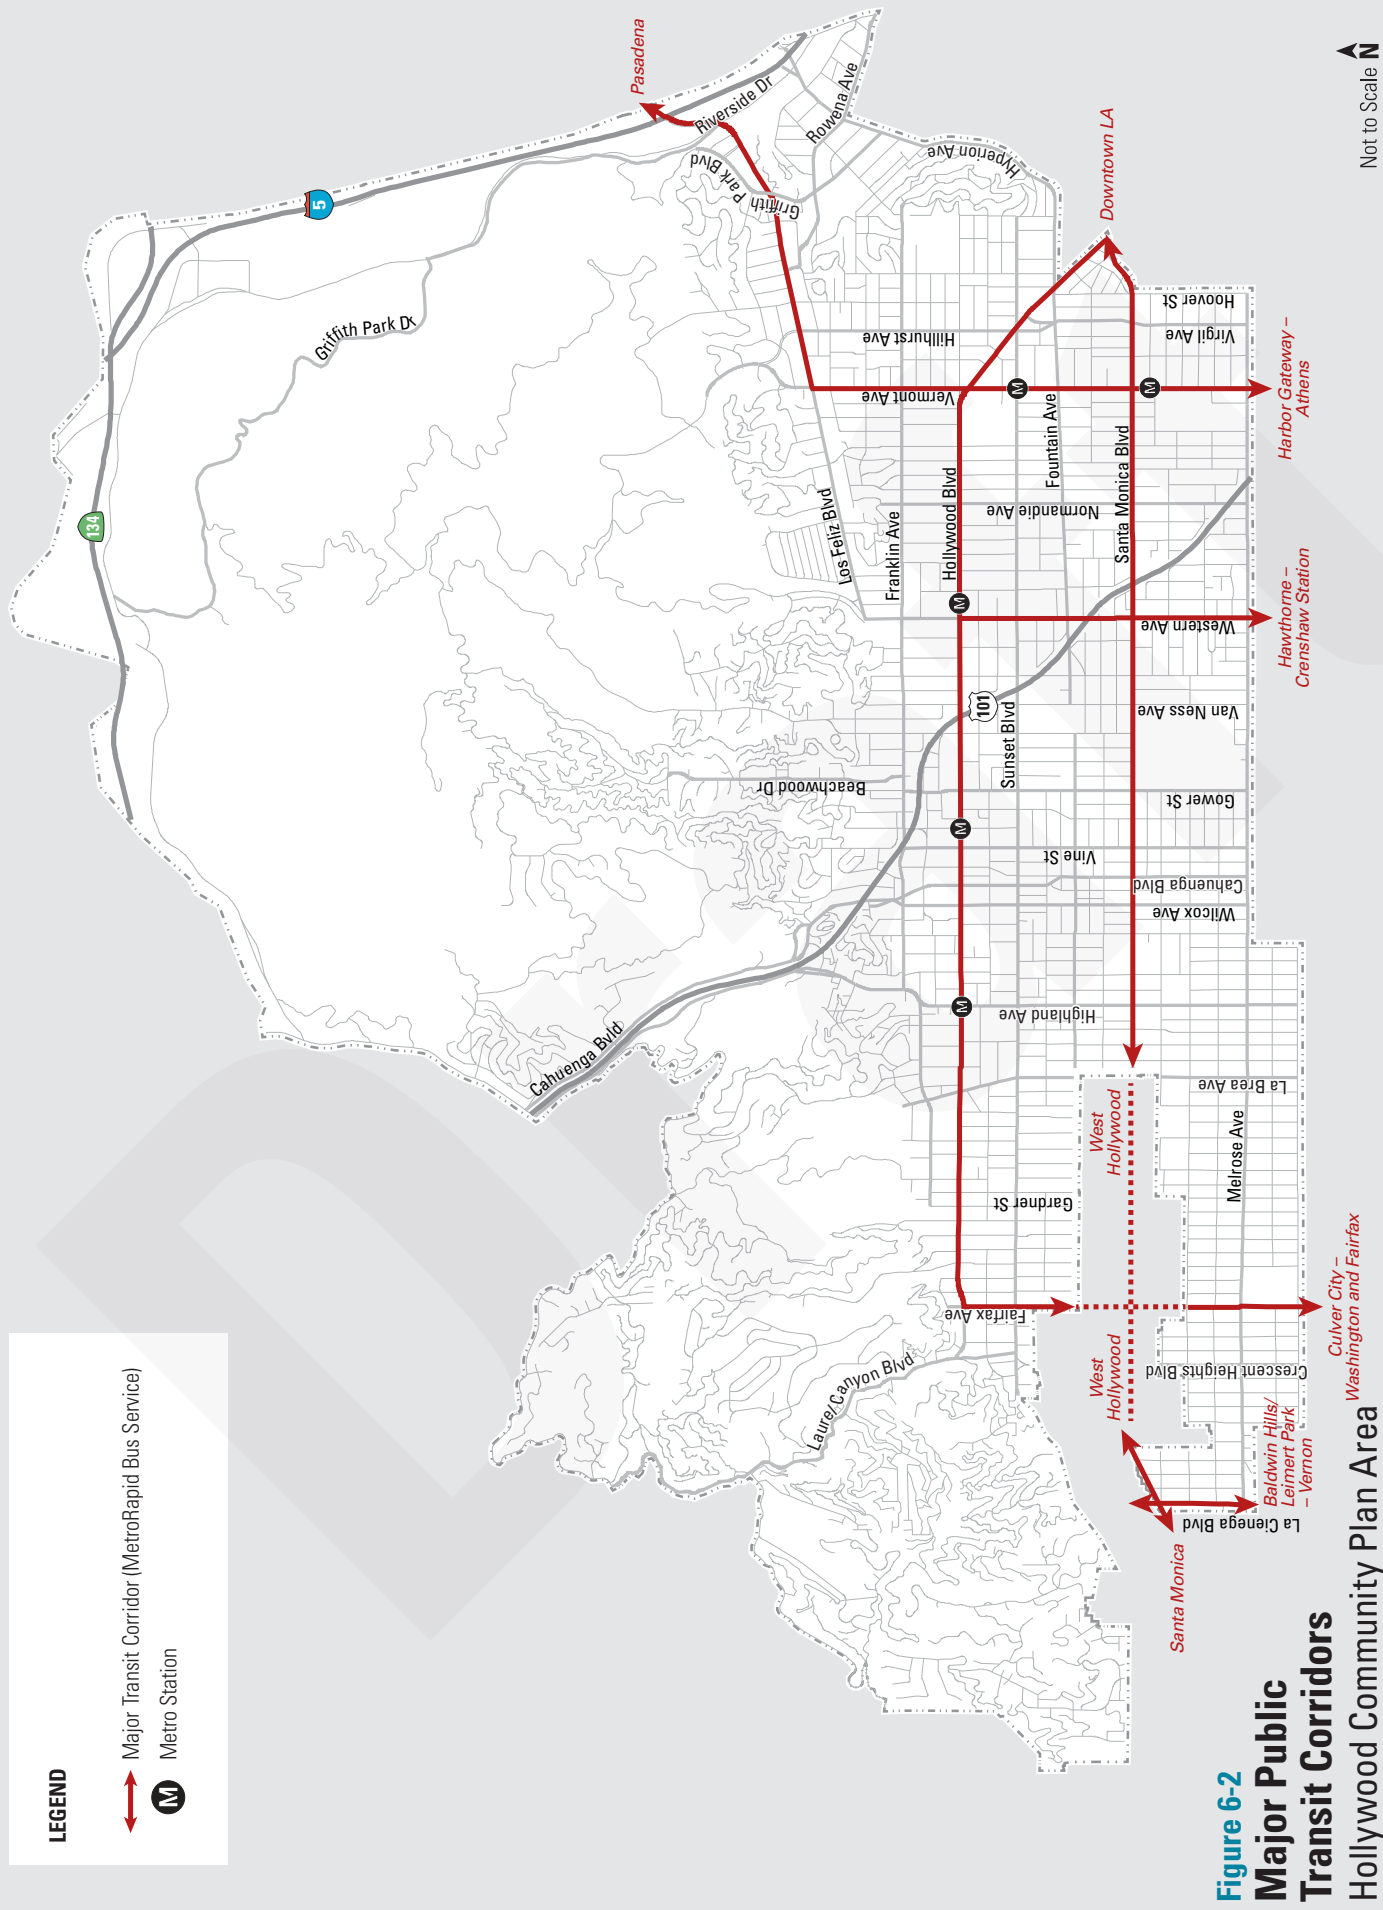 LEGEND
Major Transit Corridor (MetroRapid Bus Service)
M
Metro Station
134
5
101
M
M
M
M
M
Pasadena
Riverside Dr
Rowena Ave
Griffith Park Blvd
Hyperion Ave
Griffith Park Dr
Downtown LA
Hoover St
Virgil Ave
Hillhurst Ave
Vermont Ave
Harbor Gateway –
Athens
Fountain Ave
Santa Monica Blvd
Hollywood Blvd
Normandie Ave
Los Feliz Blvd
Franklin Ave
Western Ave
Hawthorne –
Crenshaw Station
Van Ness Ave
Sunset Blvd
Beachwood Dr
Gower St
Vine St
Cahuenga Blvd
Wilcox Ave
Highland Ave
Cahuenga Bvld
La Brea Ave
West
Hollywood
Melrose Ave
Gardner St
Fairfax Ave
Culver City –
Washington and Fairfax
West
Hollywood
Crescent Heights Blvd
Laurel Canyon Blvd
Baldwin Hills/
Leimert Park
– Vernon
La Cienega Blvd
Santa Monica
Figure 6-2
Major Public
Transit Corridors
Hollywood Community Plan Area
Not to Scale
N